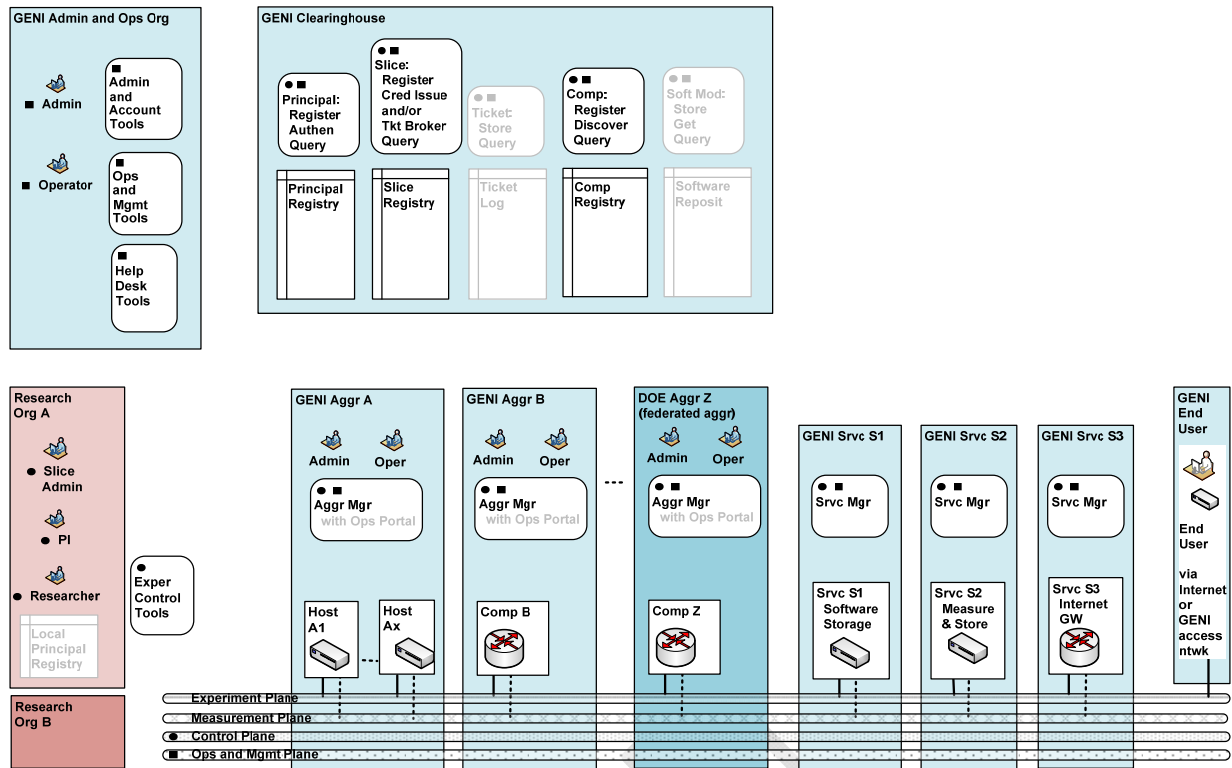 GENI Admin and Ops Org
Admin
Admin
and
Account
Tools
Operator
Ops
and
Mgmt
Tools
Help
Desk
Tools
GENI Clearinghouse
Principal:
Register
Authen
Query
Slice:
Register
Cred Issue
and/or
Tkt Broker
Query
Ticket:
Store
Query
Comp:
Register
Discover
Query
Soft Mod:
Store
Get
Query
Principal
Registry
Slice
Registry
Ticket
Log
Comp
Registry
Software
Reposit
Research
Org A
Slice
Admin
PI
Researcher
Local
Principal
Registry
Exper
Control
Tools
Research
Org B
GENI Aggr A
Admin
Oper
Aggr Mgr
with Ops Portal
Host
A1
Host
Ax
GENI Aggr B
Admin
Oper
Aggr Mgr
with Ops Portal
Comp B
DOE Aggr Z
(federated aggr)
Admin
Oper
Aggr Mgr
with Ops Portal
Comp Z
GENI Srvc S1
Srvc Mgr
Srvc S1
Software
Storage
GENI Srvc S2
Srvc Mgr
Srvc S2
Measure
& Store
GENI Srvc S3
Srvc Mgr
Srvc S3
Internet
GW
GENI
End
User
End
User
via
Internet
or
GENI
access
ntwk
Experiment Plane
Measurement Plane
Control Plane
Ops and Mgmt Plane